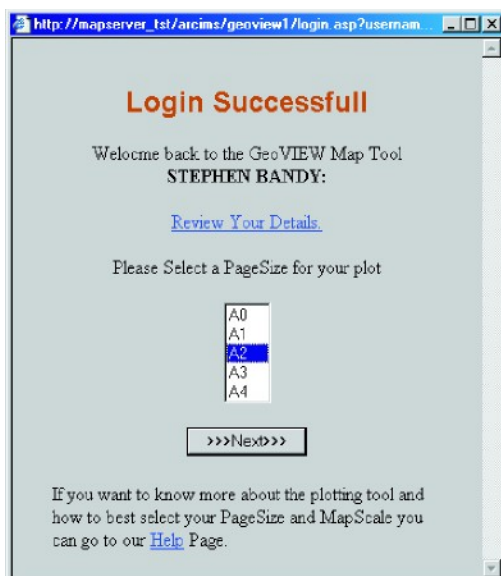 http://mapserver_tst/arcims/geoview1/login.asp?usernam...
Login Successfull
Welocme back to the GeoVIEW Map Tool
STEPHEN BANDY:
Review Your Details.
Please Select a PageSize for your plot
A0
A1
A2
A3
A4
>>>Next>>>
If you want to know more about the plotting tool and
how to best select your PageSize and MapScale you
can go to our Help Page.